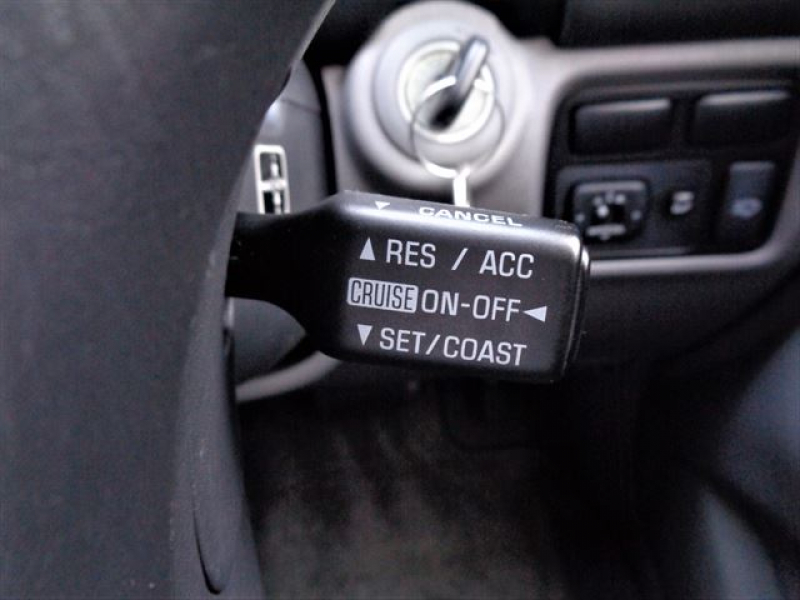 ▼ CANCEL
▲ RES / ACC
CRUISE ON-OFF ◄
▼ SET/COAST